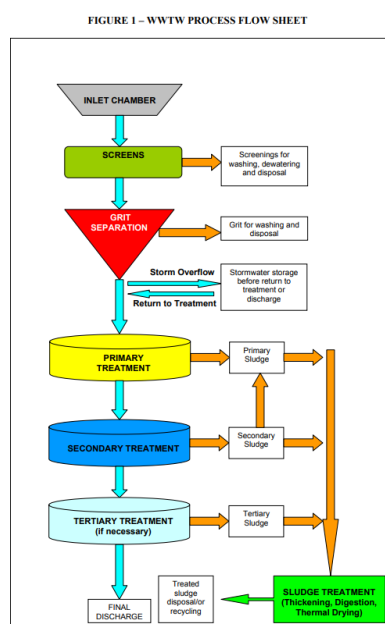 FIGURE 1 – WWTW PROCESS FLOW SHEET
INLET CHAMBER
SCREENS
Screenings for
washing, dewatering
and disposal
GRIT
SEPARATION
Grit for washing and
disposal
Storm Overflow
Return to Treatment
Stormwater storage
before return to
treatment or
discharge
PRIMARY
TREATMENT
Primary
Sludge
SECONDARY TREATMENT
Secondary
Sludge
TERTIARY TREATMENT
(if necessary)
Tertiary
Sludge
FINAL
DISCHARGE
Treated
sludge
disposal/or
recycling
SLUDGE TREATMENT
(Thickening, Digestion,
Thermal Drying)